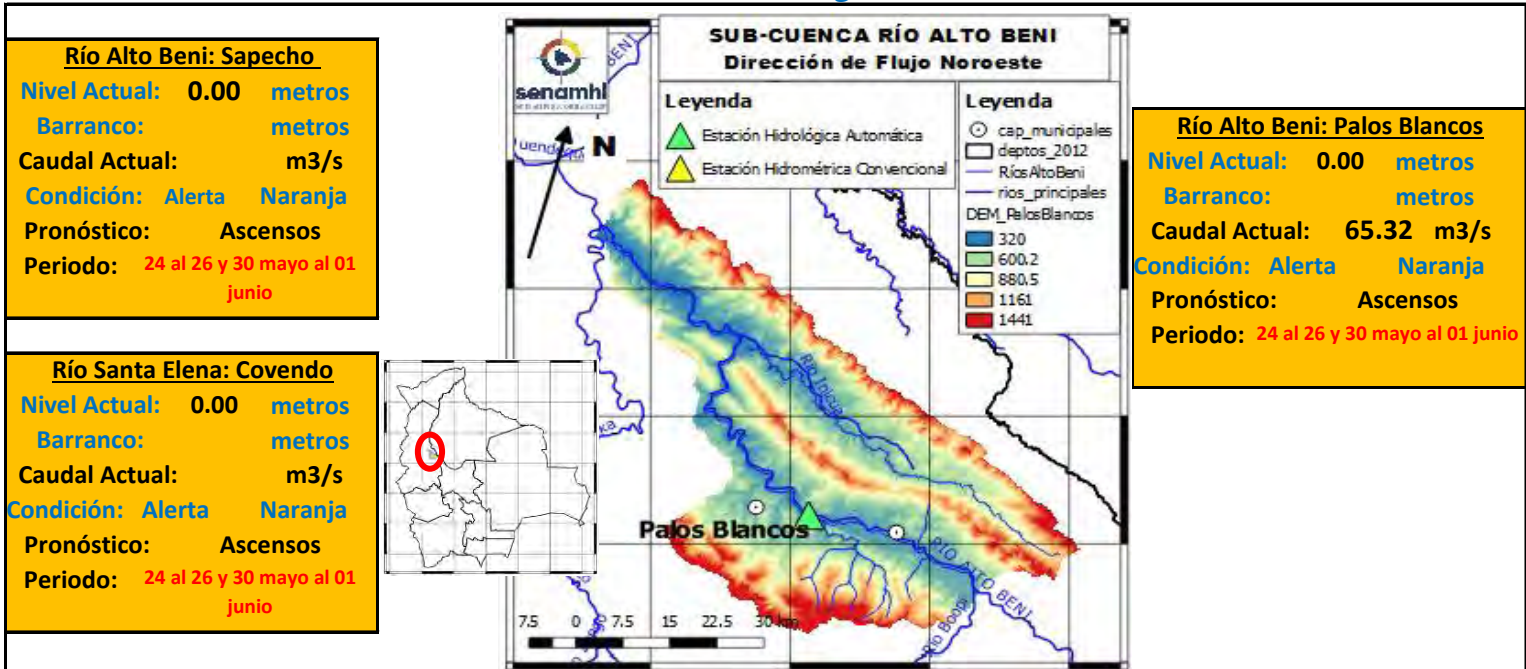 Río Alto Beni: Sapecho
Nivel Actual: 0.00 metros
Barranco: metros
Caudal Actual: m3/s
Condición: Alerta Naranja
Pronóstico: Ascensos
Periodo: 24 al 26 y 30 mayo al 01
junio
Río Santa Elena: Covendo
Nivel Actual: 0.00 metros
Barranco: metros
Caudal Actual: m3/s
Condición: Alerta Naranja
Pronóstico: Ascensos
Periodo: 24 al 26 y 30 mayo al 01
junio
senamhi
BENI
N
SUB-CUENCA RÍO ALTO BENI
Dirección de Flujo Noroeste
Leyenda
Estación Hidrológica Automática
Estación Hidrométrica Convencional
Leyenda
cap_municipales
deptos_2012
RíosAltoBeni
rios_principales
DEM_PalosBlancos
320
600.2
880.5
1161
1441
Río Inicua
Palos Blancos
RIO ALTO BENI
Río Boopi
7.5 0 7.5 15 22.5 30 km
Río Alto Beni: Palos Blancos
Nivel Actual: 0.00 metros
Barranco: metros
Caudal Actual: 65.32 m3/s
Condición: Alerta Naranja
Pronóstico: Ascensos
Periodo: 24 al 26 y 30 mayo al 01 junio